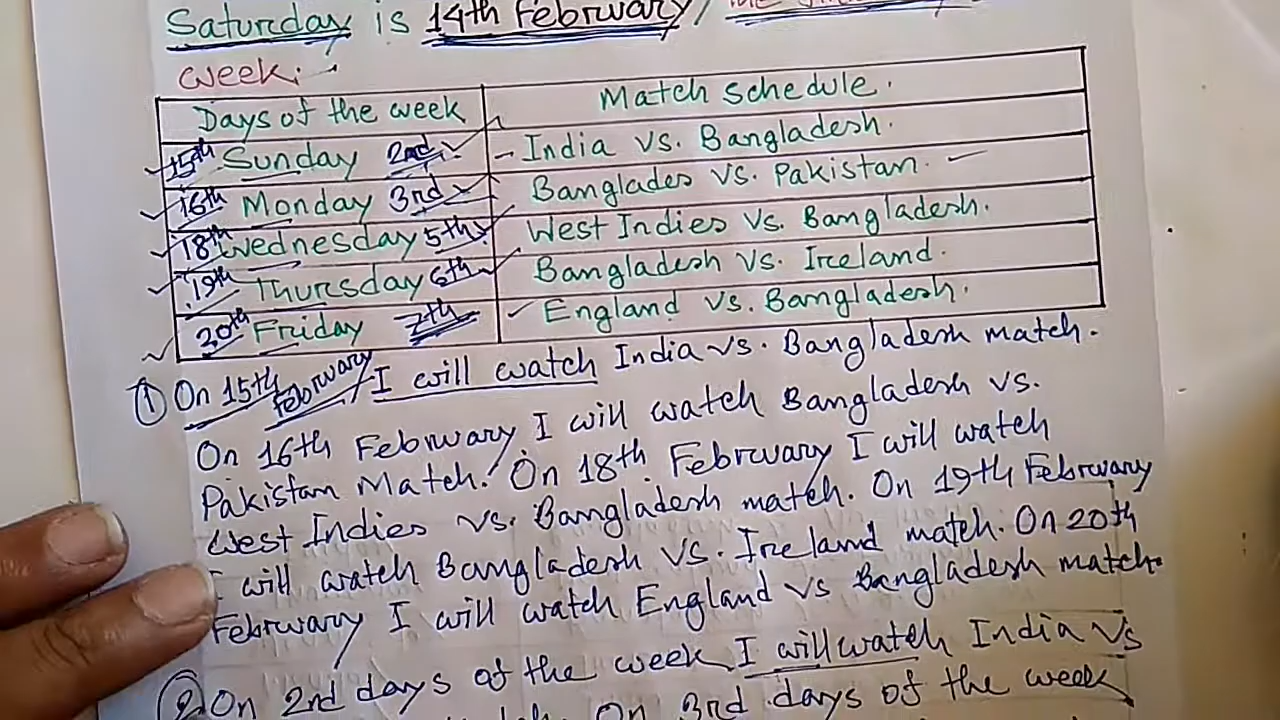 Saturday is 14th February /
week:
Days of the week Match schedule.
15th Sunday 2nd India vs. Bangladesh.
16th Monday 3rd Banglades vs. Pakistan.
18th wednesday 5th West Indies vs. Bangladesh.
19th Thursday 6th Bangladesh vs. Ireland.
20th Friday 7th England vs. Bangladesh.
① On 15th February / I will watch India vs. Bangladesh match.
On 16th February I will watch Bangladesh vs.
Pakistan Match. On 18th February I will watch
West Indies vs. Bangladesh match. On 19th February
I will watch Bangladesh vs. Ireland match. On 20th
February I will watch England vs Bangladesh match.
② On 2nd days of the week I will watch India vs
On 3rd days of the week